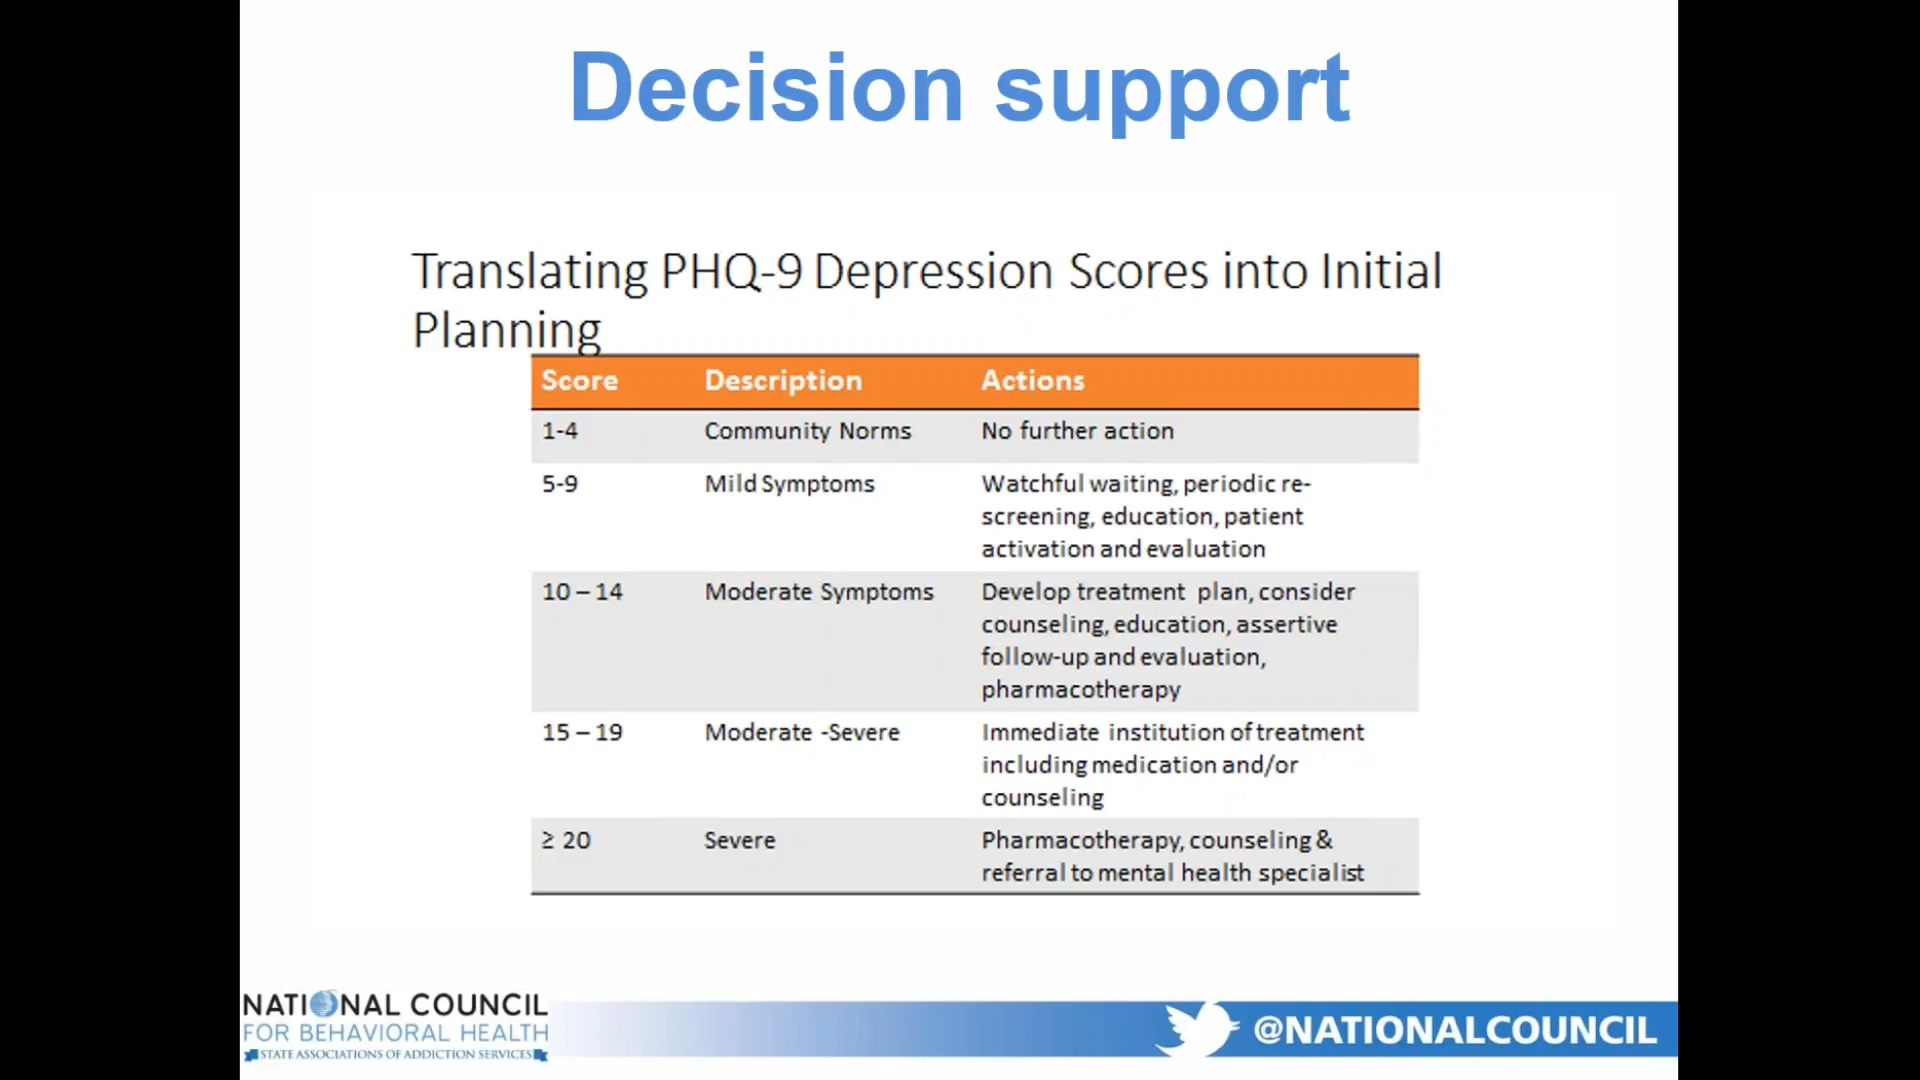 Decision support
Translating PHQ-9 Depression Scores into Initial
Planning
Score Description Actions
1-4 Community Norms No further action
5-9 Mild Symptoms Watchful waiting, periodic re-
screening, education, patient
activation and evaluation
10 – 14 Moderate Symptoms Develop treatment plan, consider
counseling, education, assertive
follow-up and evaluation,
pharmacotherapy
15 – 19 Moderate -Severe Immediate institution of treatment
including medication and/or
counseling
≥ 20 Severe Pharmacotherapy, counseling &
referral to mental health specialist
NATIONAL COUNCIL
FOR BEHAVIORAL HEALTH
STATE ASSOCIATIONS OF ADDICTION SERVICES
@NATIONALCOUNCIL